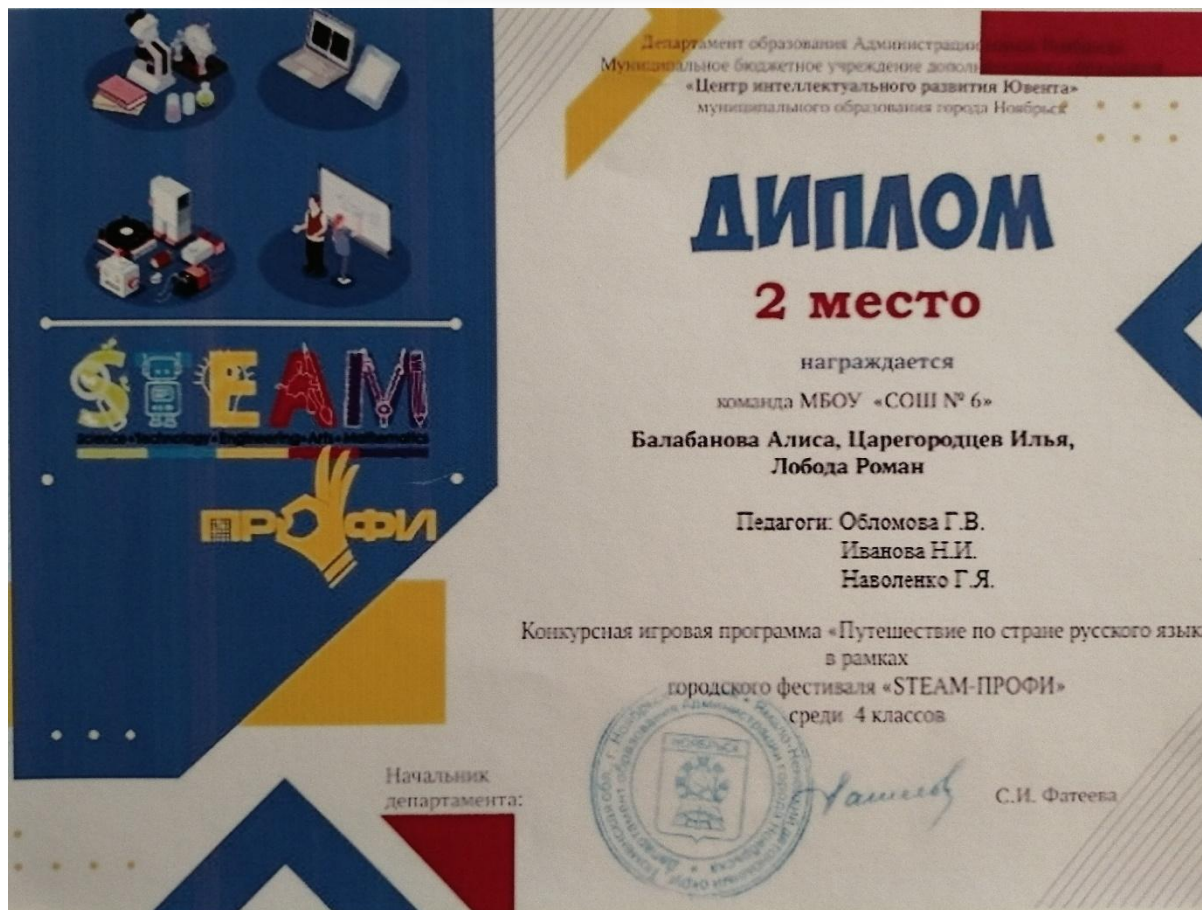 Департамент образования Администрации
Муниципальное бюджетное учреждение
«Центр интеллектуального развития Ювента»
муниципального образования города Ноябрьск
ДИПЛОМ
2 место
награждается
команда МБОУ «СОШ № 6»
Балабанова Алиса, Царегородцев Илья,
Лобода Роман
Педагоги: Обломова Г.В.
Иванова Н.И.
Наволенко Г.Я.
Конкурсная игровая программа «Путешествие по стране русского язык
в рамках
городского фестиваля «STEAM-ПРОФИ»
среди 4 классов
Начальник
департамента:
С.И. Фатеева
STEAM
Science • Technology • Engineering • Arts • Mathematics
ПРОФИ
НОЯБРЬСК